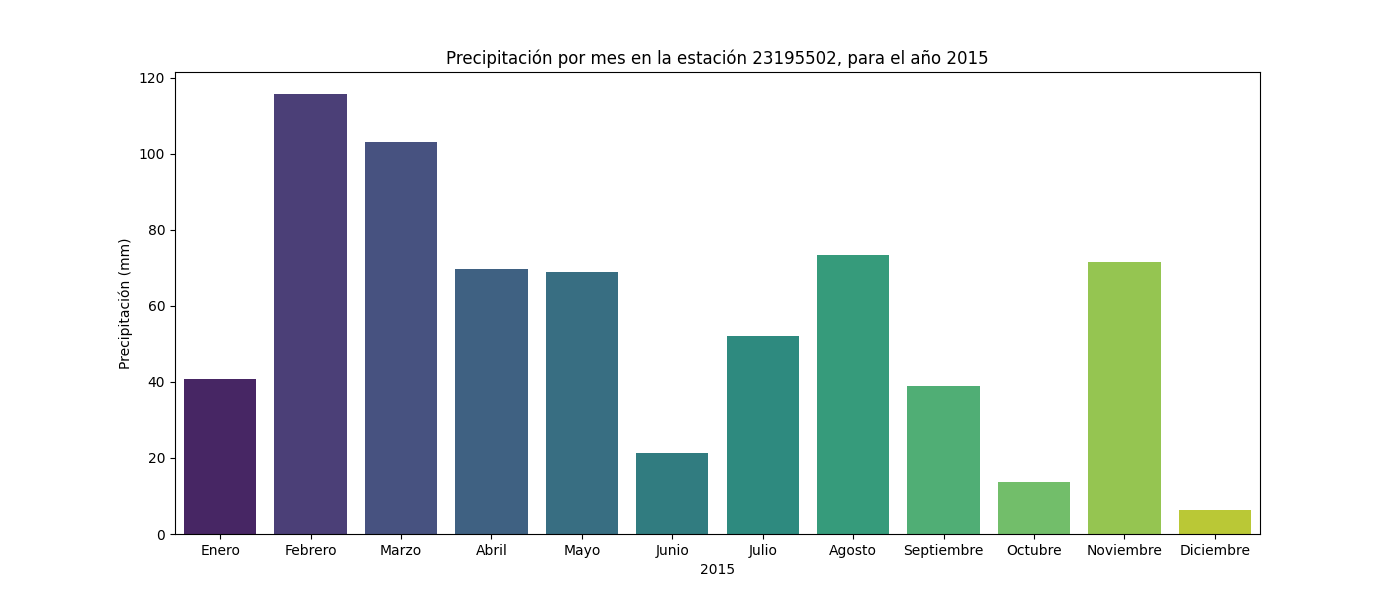 Precipitación por mes en la estación 23195502, para el año 2015
Precipitación (mm)
120
100
80
60
40
20
0
Enero Febrero Marzo Abril Mayo Junio Julio Agosto Septiembre Octubre Noviembre Diciembre
2015